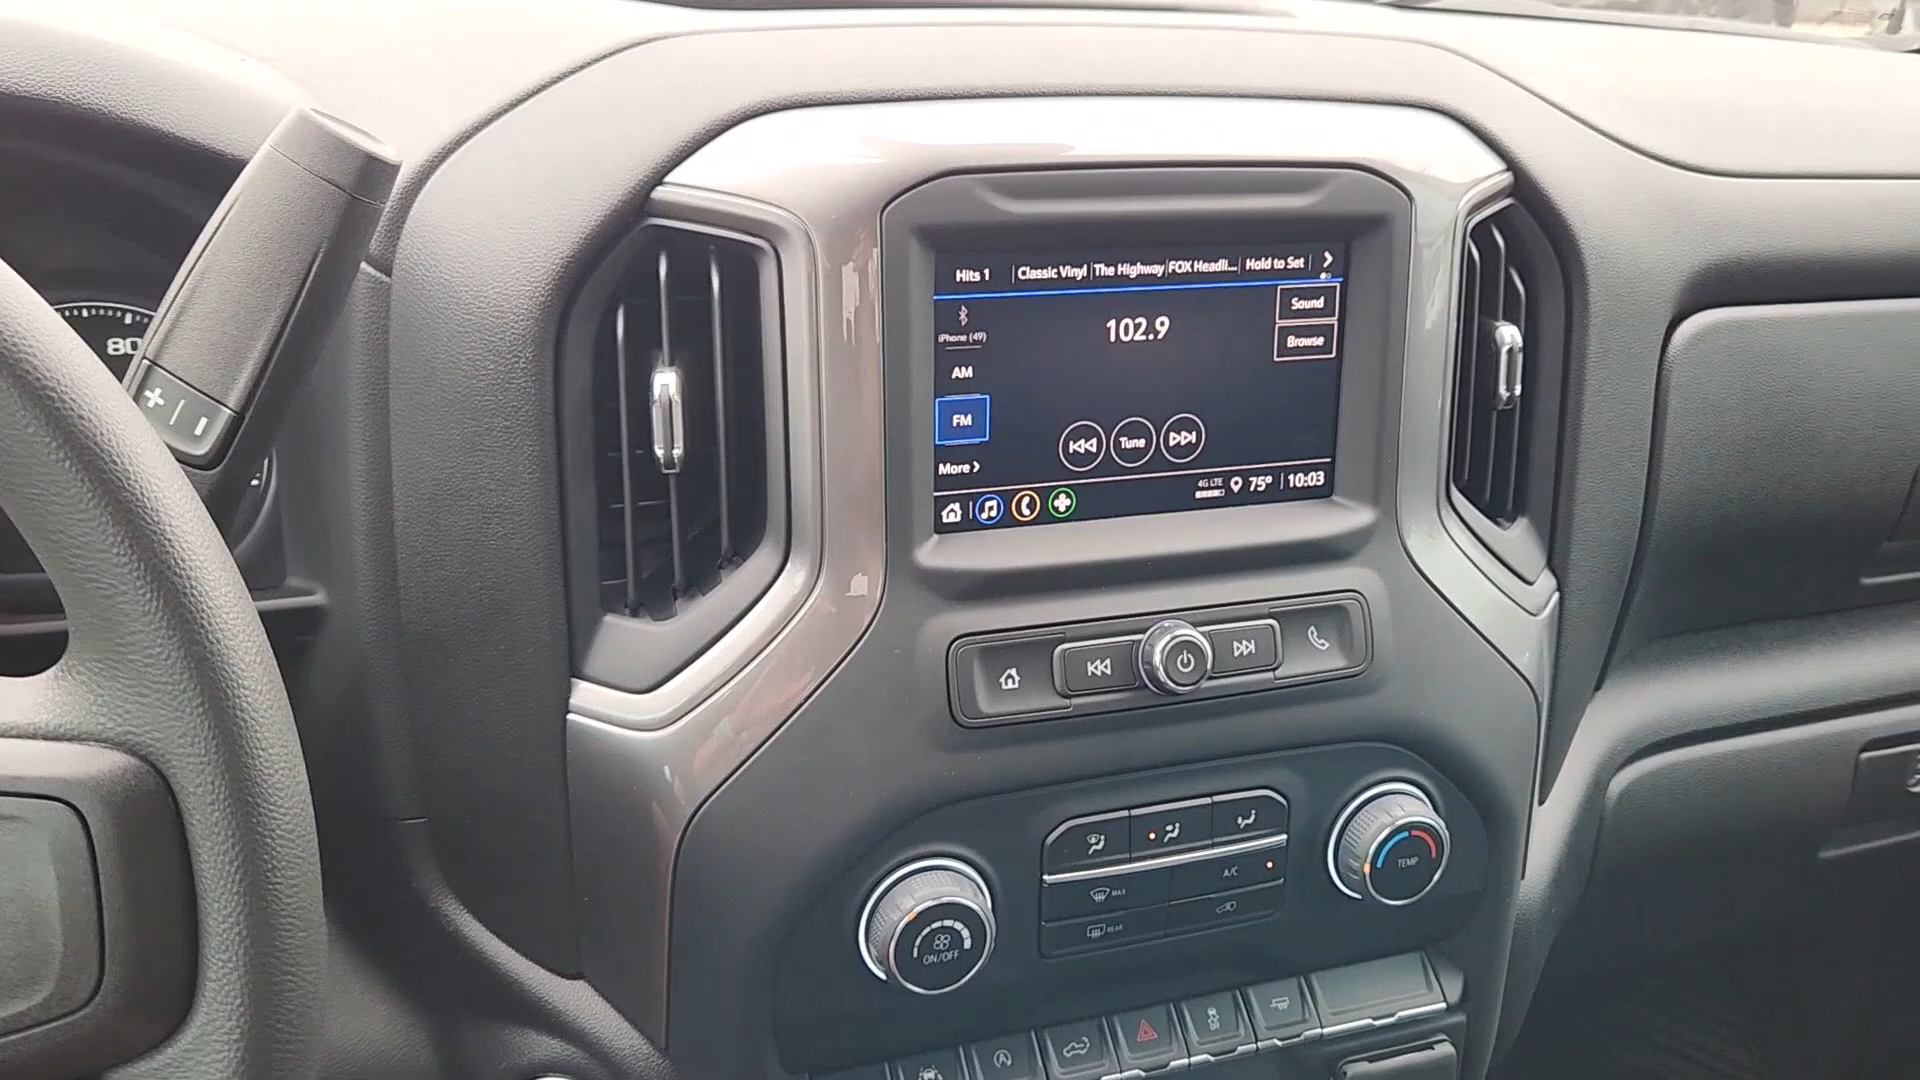 Hits 1 Classic Vinyl The Highway FOX Headli... Hold to Set
Sound
iPhone (49)
102.9
Browse
AM
FM
Tune
More
4G LTE 75° 10:03
80
+ | -
TEMP
A/C
MAX
REAR
ON/OFF